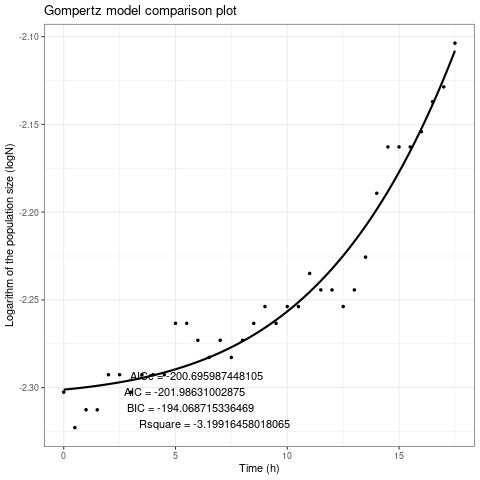 Gompertz model comparison plot
Logarithm of the population size (logN)
-2.10
-2.15
-2.20
-2.25
-2.30
AICc = -200.695987448105
AIC = -201.98631002875
BIC = -194.068715336469
Rsquare = -3.19916458018065
0 5 10 15
Time (h)